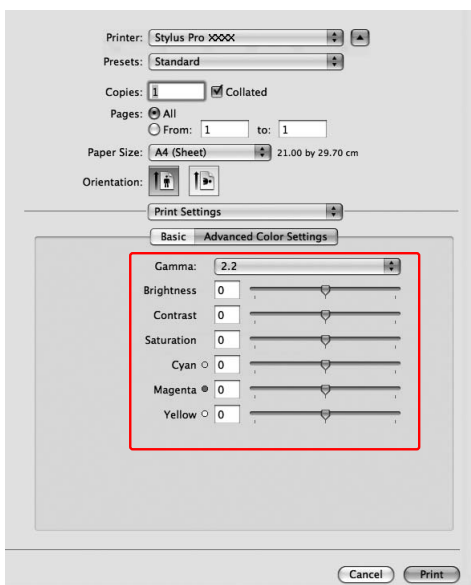 Printer: Stylus Pro XXXX
Presets: Standard
Copies: 1 Collated
Pages: All
From: 1 to: 1
Paper Size: A4 (Sheet) 21.00 by 29.70 cm
Orientation:
Print Settings
Basic Advanced Color Settings
Gamma: 2.2
Brightness 0
Contrast 0
Saturation 0
Cyan 0
Magenta 0
Yellow 0
Cancel Print